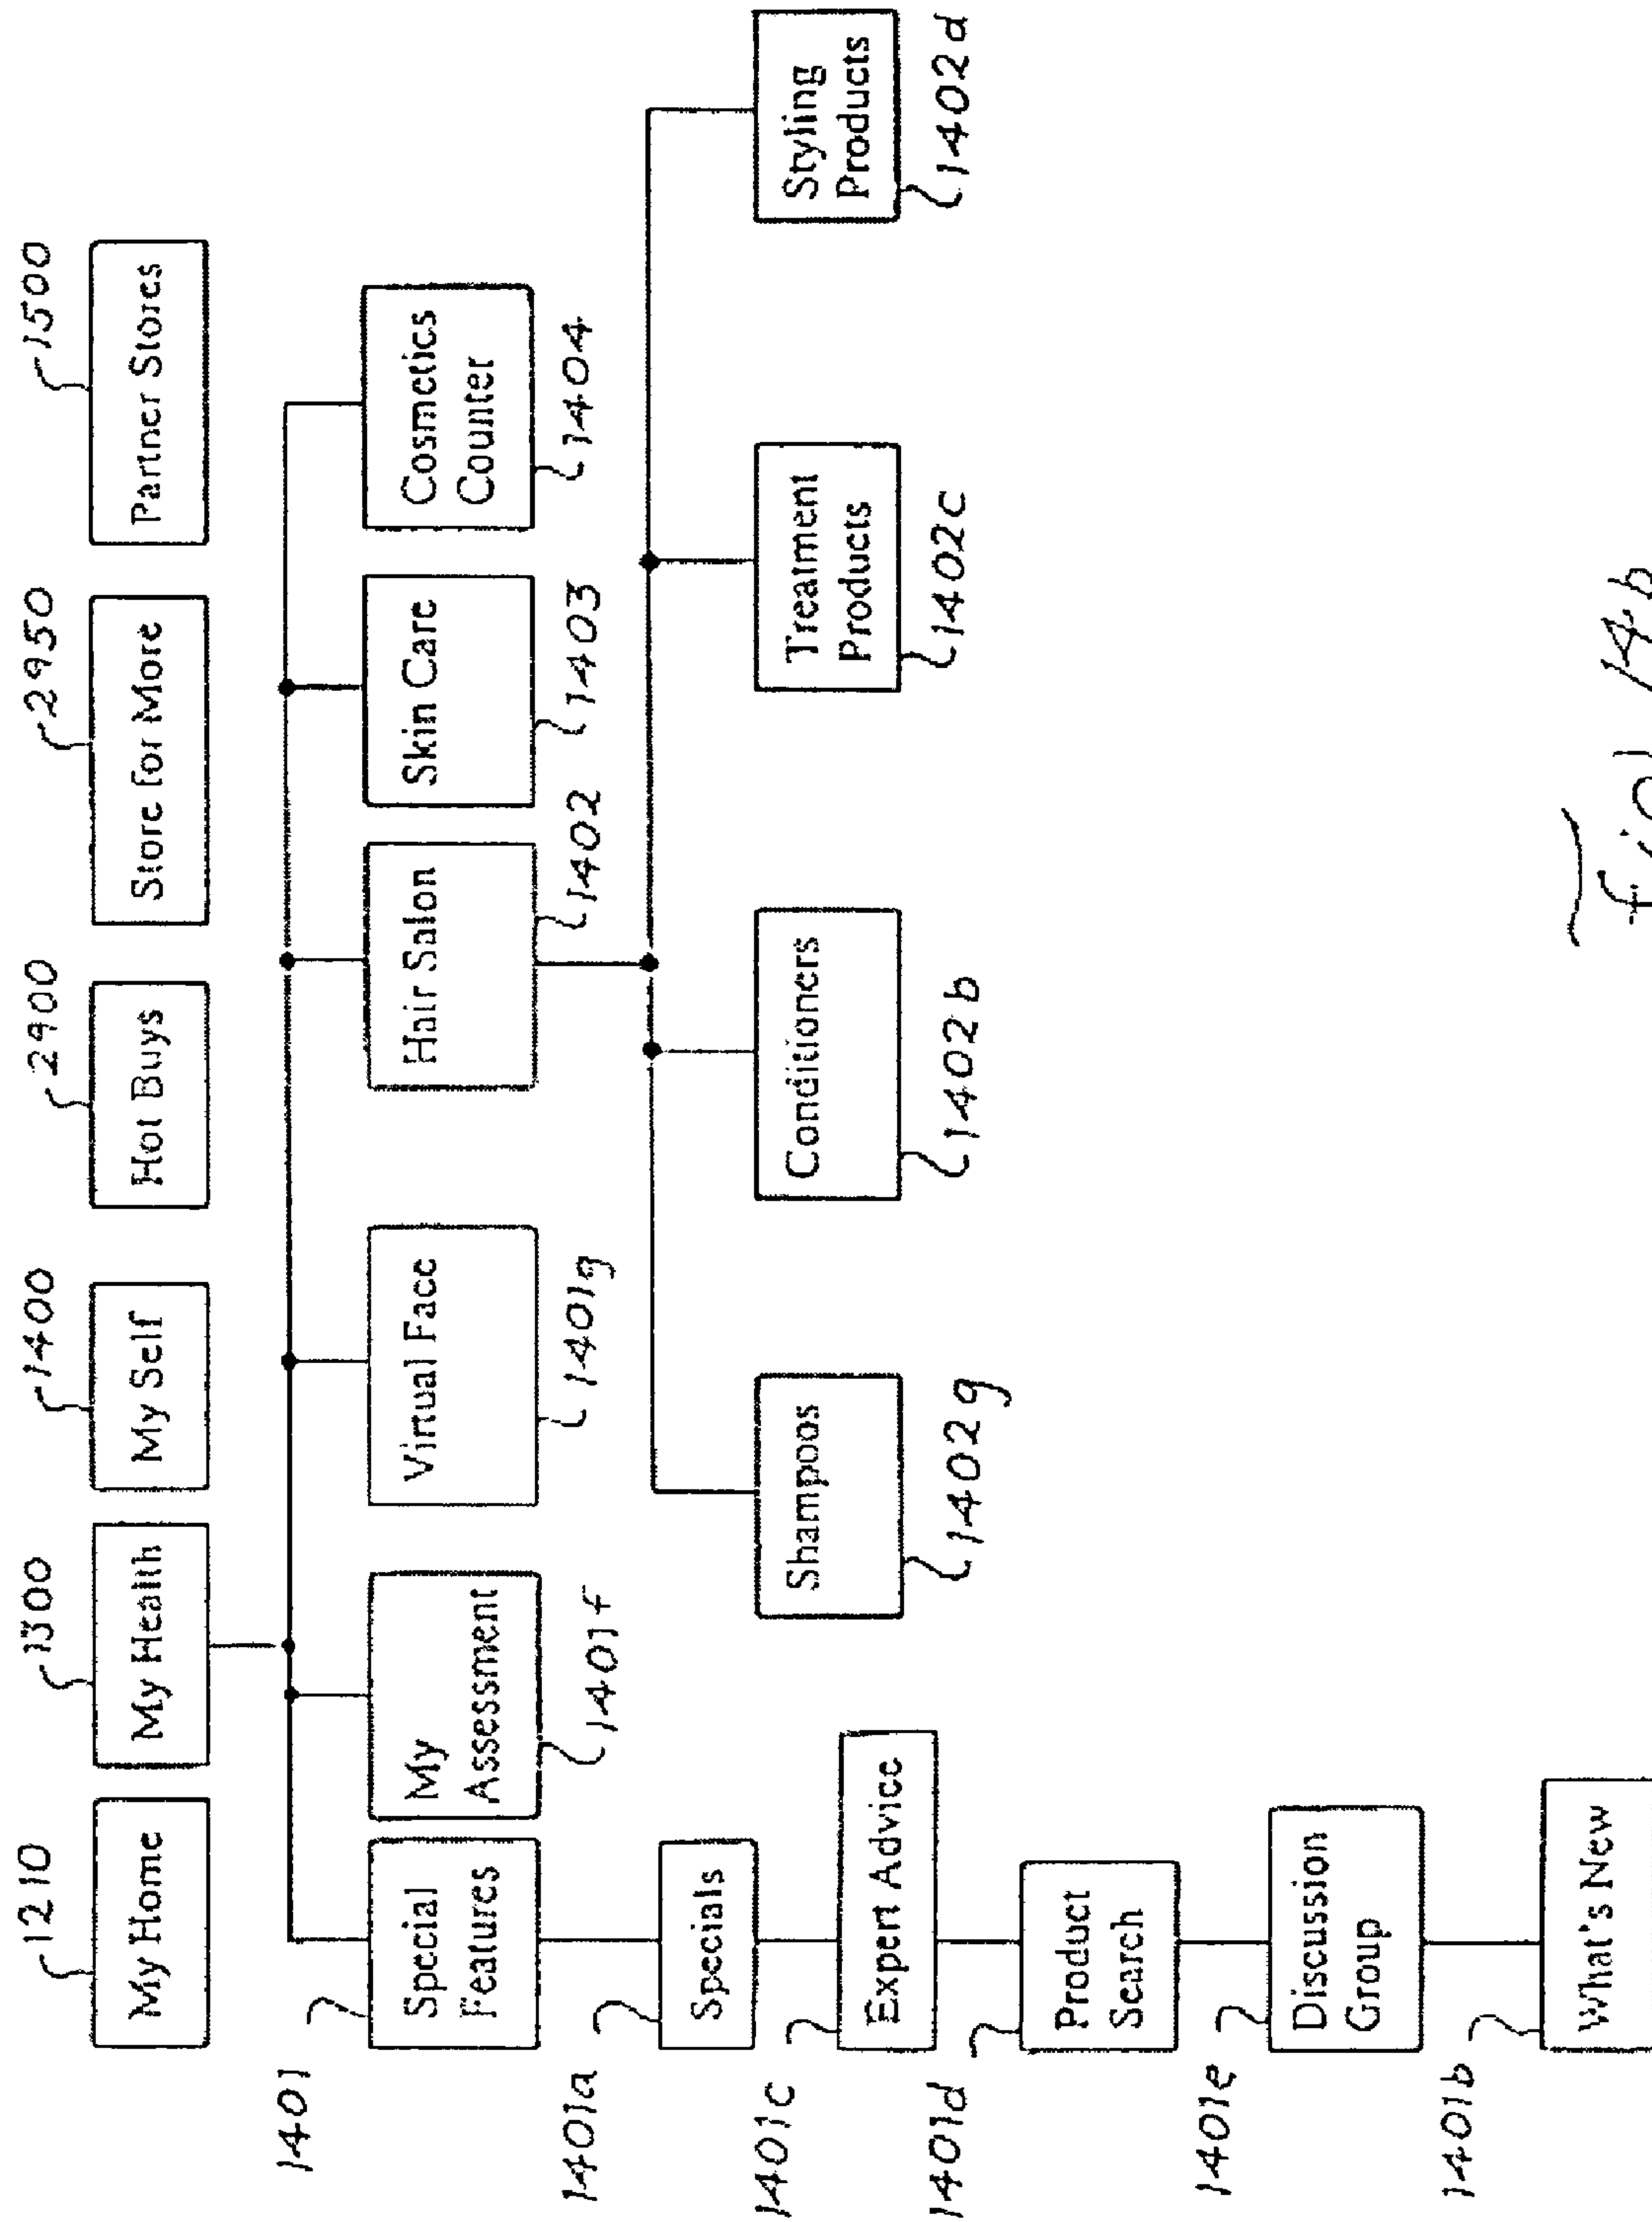 1210
1300
1400
2900
2950
1500
My Home
My Health
My Self
Hot Buys
Store for More
Partner Stores
1401
Special
Features
My
Assessment
Virtual Face
Hair Salon
Skin Care
Cosmetics
Counter
1401f
1401g
1402
1403
1404
1401a
Specials
1401c
Expert Advice
1401d
Product
Search
1401e
Discussion
Group
1401b
What's New
Shampoos
Conditioners
Treatment
Products
Styling
Products
1402g
1402b
1402c
1402d
Fig. 14b